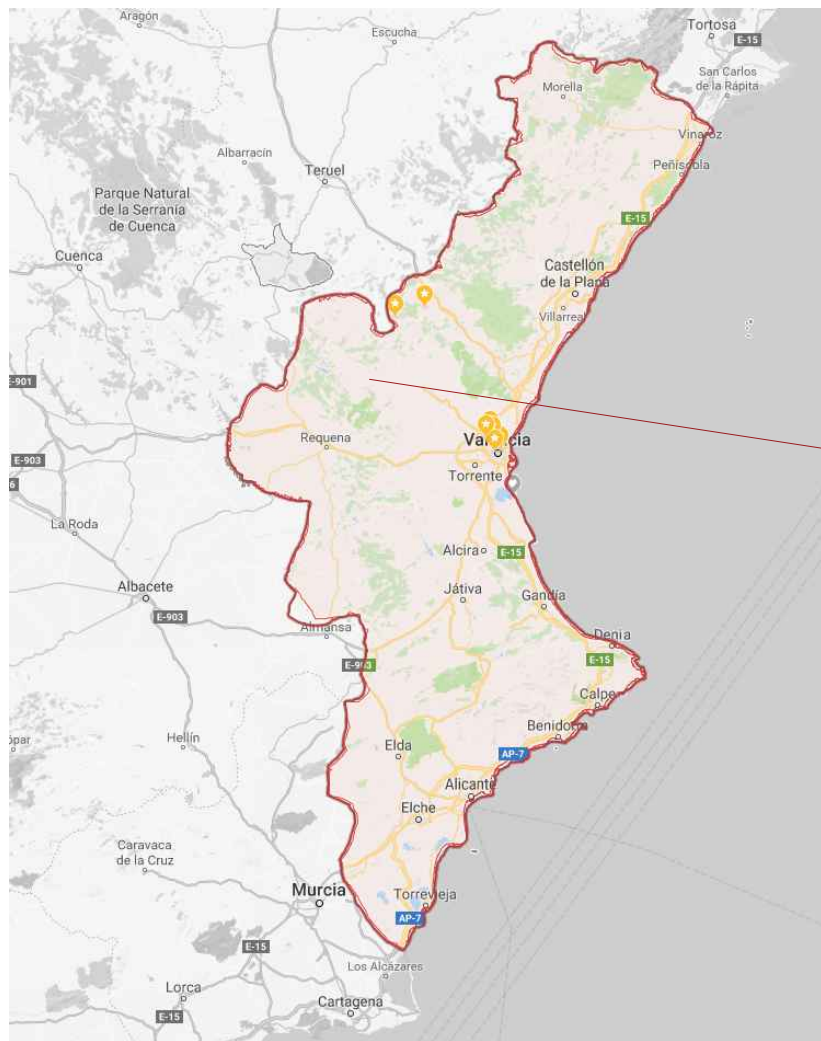 Aragón
Tortosa
Escucha
E-15
San Carlos
de la Rápita
Morella
Vinaroz
Albarracín
Teruel
Peñíscola
Parque Natural
de la Serranía
de Cuenca
E-15
Cuenca
Castellón
de la Plana
Villarreal
E-901
Requena
Valencia
E-903
Torrente
La Roda
Alcira
E-15
Albacete
Játiva
Gandía
E-903
Almansa
Denia
E-903
E-15
Calpe
Benidorm
Hellín
Elda
AP-7
Alicante
Elche
Caravaca
de la Cruz
Murcia
Torrevieja
AP-7
E-15
Los Alcázares
Lorca
Cartagena
E-15